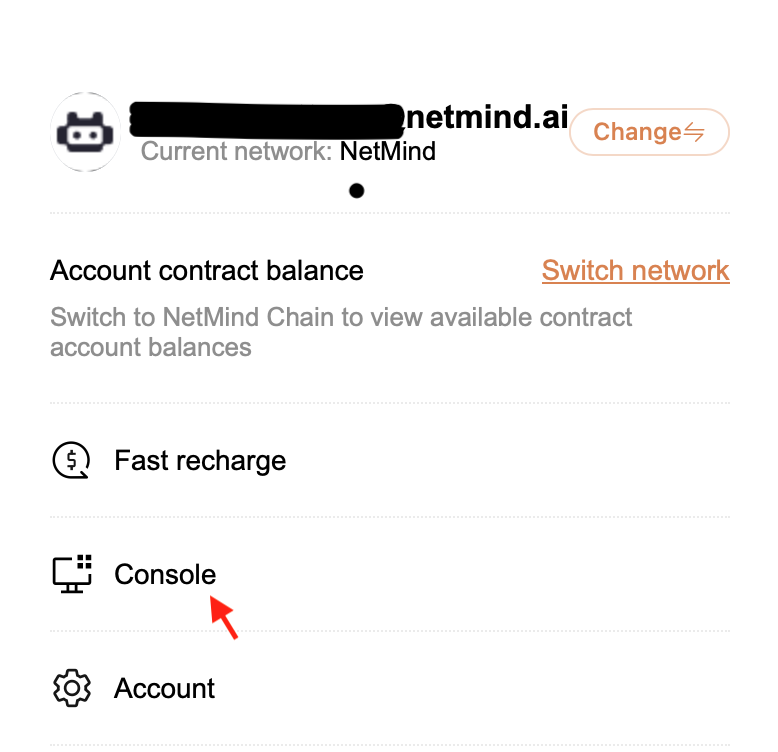 netmind.ai
Change
Current network: NetMind
Account contract balance
Switch network
Switch to NetMind Chain to view available contract
account balances
$
Fast recharge
Console
Account